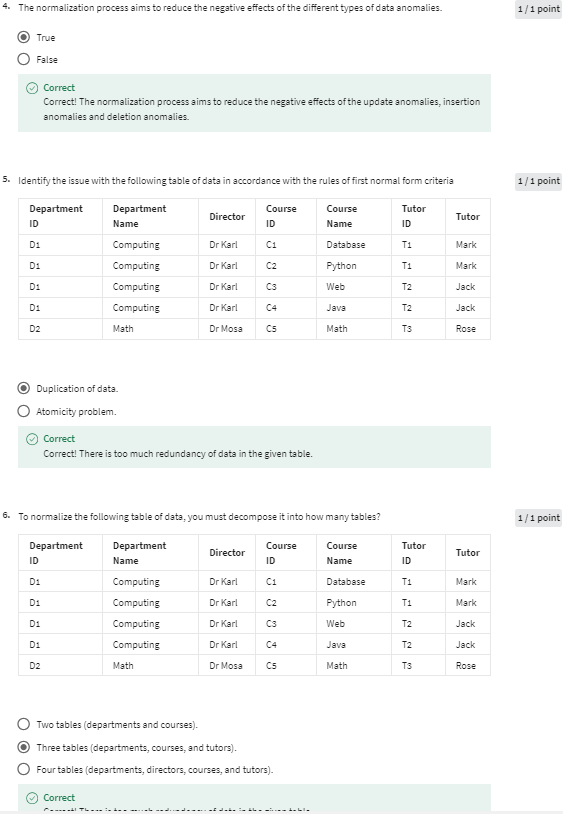 4. The normalization process aims to reduce the negative effects of the different types of data anomalies. 1 / 1 point
True
False
Correct
Correct! The normalization process aims to reduce the negative effects of the update anomalies, insertion
anomalies and deletion anomalies.
5. Identify the issue with the following table of data in accordance with the rules of first normal form criteria 1 / 1 point
Department ID Department Name Director Course ID Course Name Tutor ID Tutor
D1 Computing Dr Karl C1 Database T1 Mark
D1 Computing Dr Karl C2 Python T1 Mark
D1 Computing Dr Karl C3 Web T2 Jack
D1 Computing Dr Karl C4 Java T2 Jack
D2 Math Dr Mosa C5 Math T3 Rose
Duplication of data.
Atomicity problem.
Correct
Correct! There is too much redundancy of data in the given table.
6. To normalize the following table of data, you must decompose it into how many tables? 1 / 1 point
Department ID Department Name Director Course ID Course Name Tutor ID Tutor
D1 Computing Dr Karl C1 Database T1 Mark
D1 Computing Dr Karl C2 Python T1 Mark
D1 Computing Dr Karl C3 Web T2 Jack
D1 Computing Dr Karl C4 Java T2 Jack
D2 Math Dr Mosa C5 Math T3 Rose
Two tables (departments and courses).
Three tables (departments, courses, and tutors).
Four tables (departments, directors, courses, and tutors).
Correct